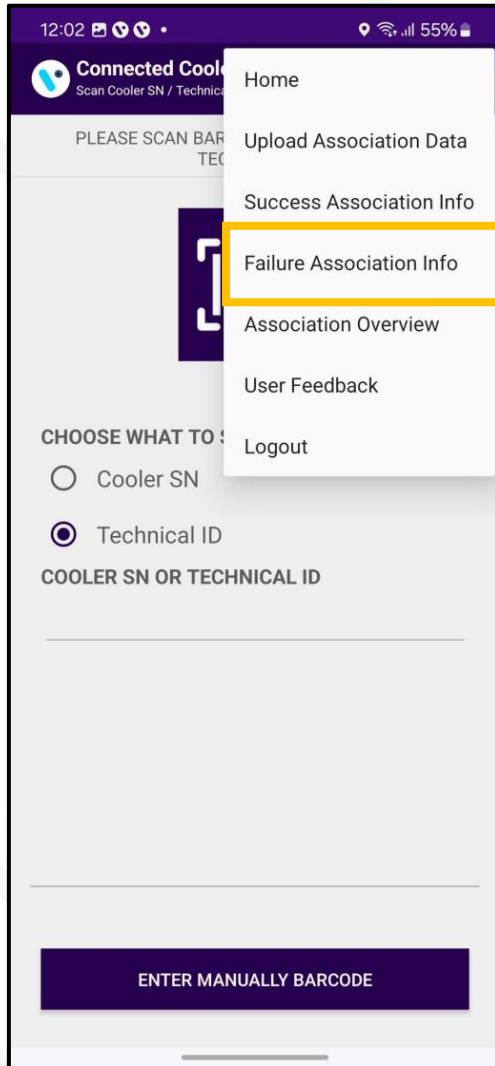 12:02 55%
Connected Cool
Scan Cooler SN / Technica
PLEASE SCAN BAR
TEC
Home
Upload Association Data
Success Association Info
Failure Association Info
Association Overview
User Feedback
Logout
CHOOSE WHAT TO
Cooler SN
Technical ID
COOLER SN OR TECHNICAL ID
ENTER MANUALLY BARCODE